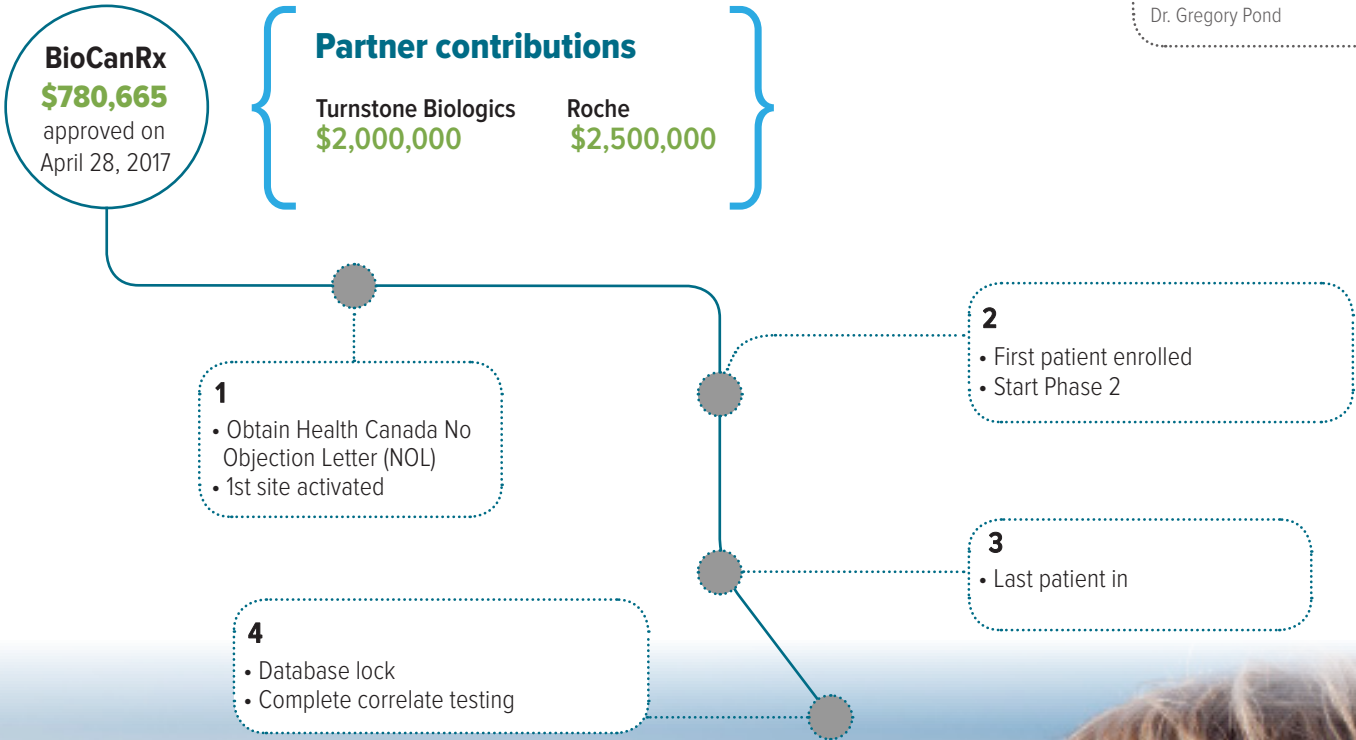 Dr. Gregory Pond
BioCanRx
$780,665
approved on
April 28, 2017
Partner contributions
Turnstone Biologics
$2,000,000
Roche
$2,500,000
1
• Obtain Health Canada No
Objection Letter (NOL)
• 1st site activated
2
• First patient enrolled
• Start Phase 2
3
• Last patient in
4
• Database lock
• Complete correlate testing